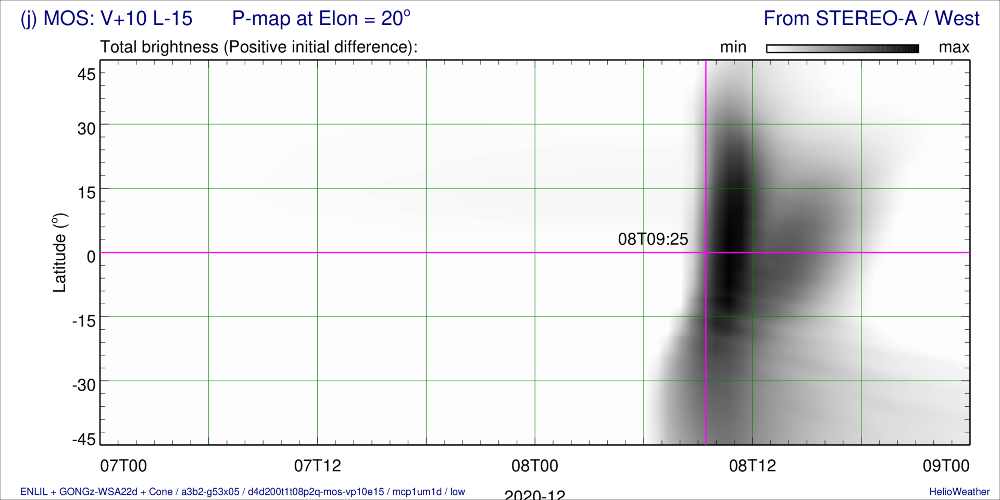 (j) MOS: V+10 L-15 P-map at Elon = 20° From STEREO-A / West
Total brightness (Positive initial difference): min max
45
30
15
0
-15
-30
-45
Latitude (°)
08T09:25
07T00 07T12 08T00 08T12 09T00
2020-12
ENLIL + GONGz-WSA22d + Cone / a3b2-g53x05 / d4d200t1t08p2q-mos-vp10e15 / mcp1um1d / low
HelioWeather